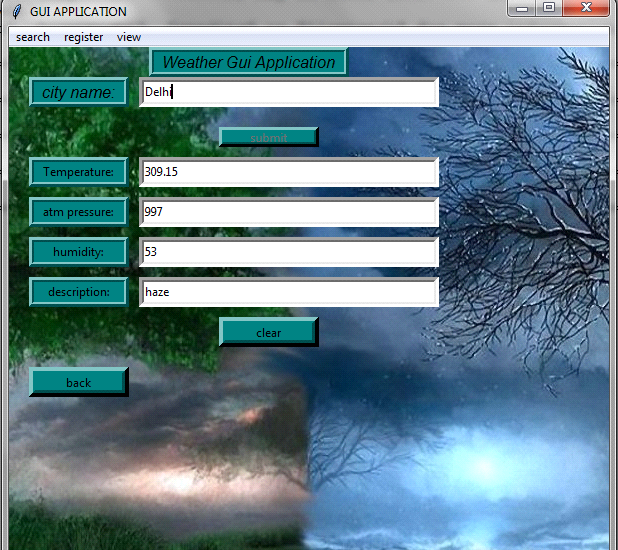 GUI APPLICATION
search register view
Weather Gui Application
city name: Delhi
submit
Temperature: 309.15
atm pressure: 997
humidity: 53
description: haze
clear
back